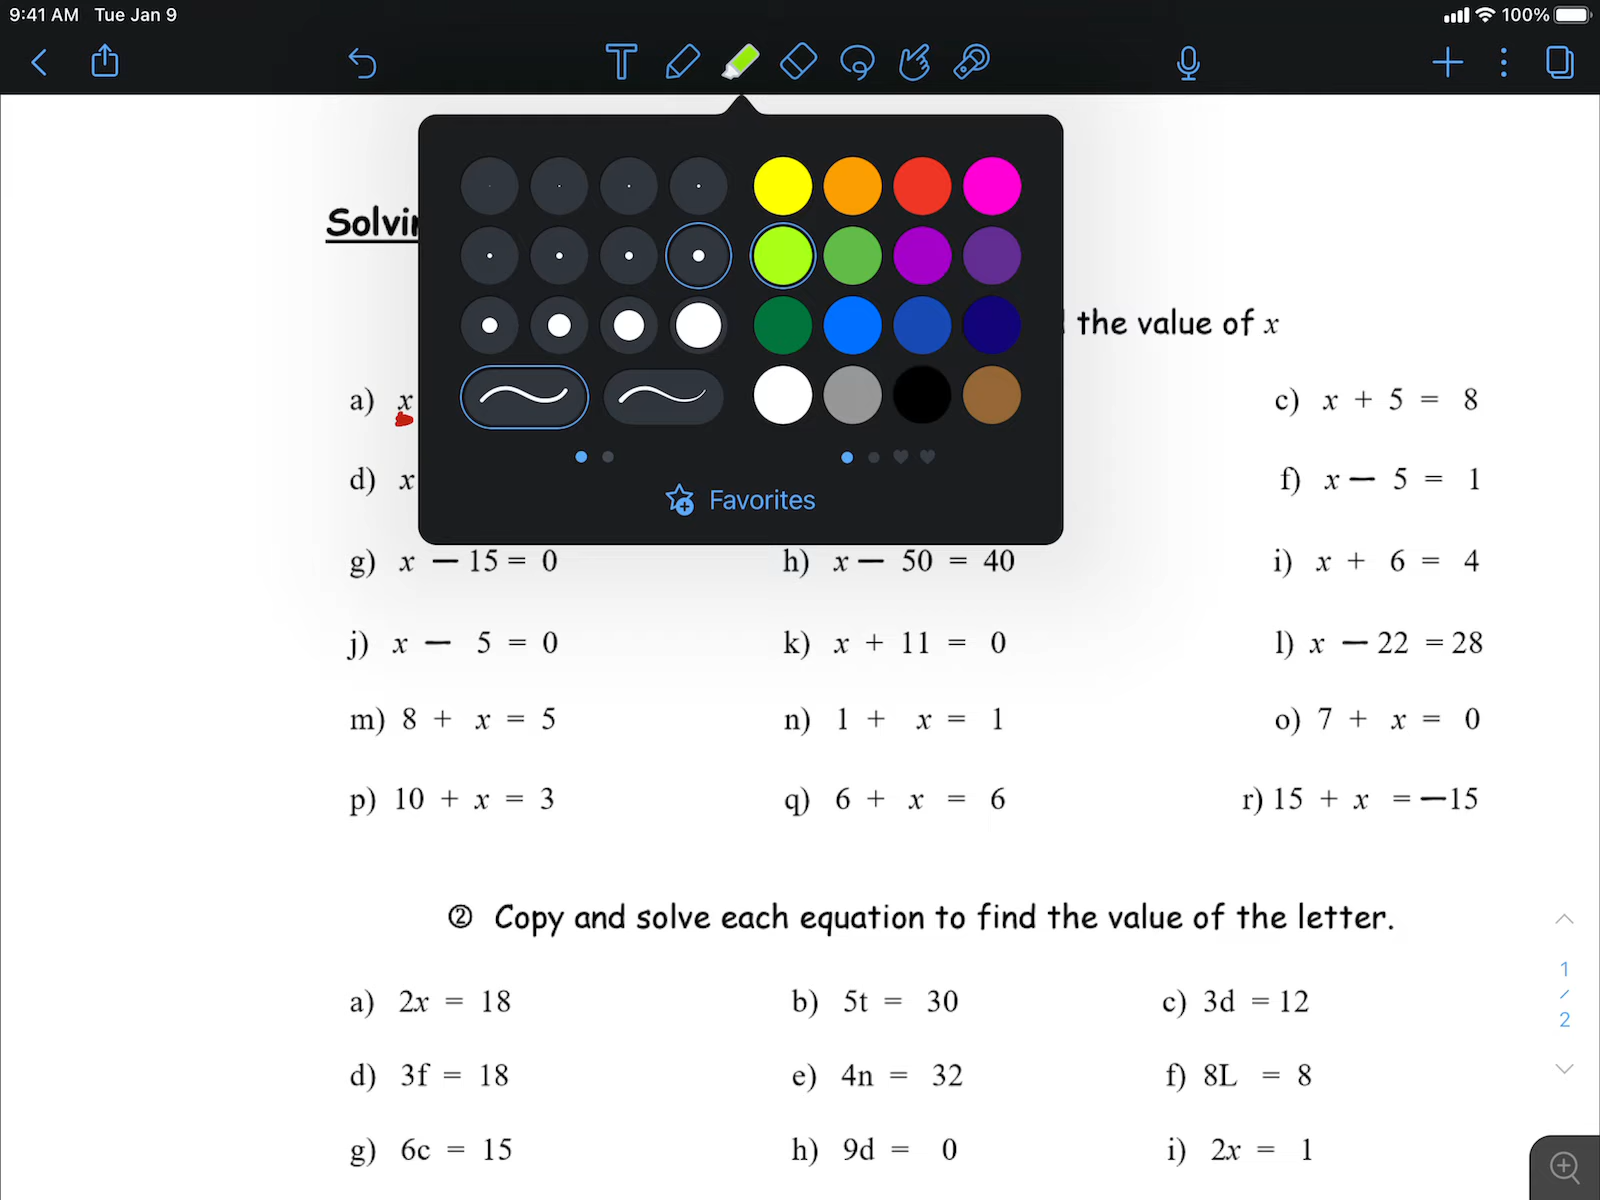 9:41 AM Tue Jan 9 100%
the value of x
a) x c) x + 5 = 8
d) x f) x − 5 = 1
Favorites
g) x − 15 = 0 h) x − 50 = 40 i) x + 6 = 4
j) x − 5 = 0 k) x + 11 = 0 l) x − 22 = 28
m) 8 + x = 5 n) 1 + x = 1 o) 7 + x = 0
p) 10 + x = 3 q) 6 + x = 6 r) 15 + x = −15
② Copy and solve each equation to find the value of the letter.
a) 2x = 18 b) 5t = 30 c) 3d = 12
d) 3f = 18 e) 4n = 32 f) 8L = 8
g) 6c = 15 h) 9d = 0 i) 2x = 1
1 / 2